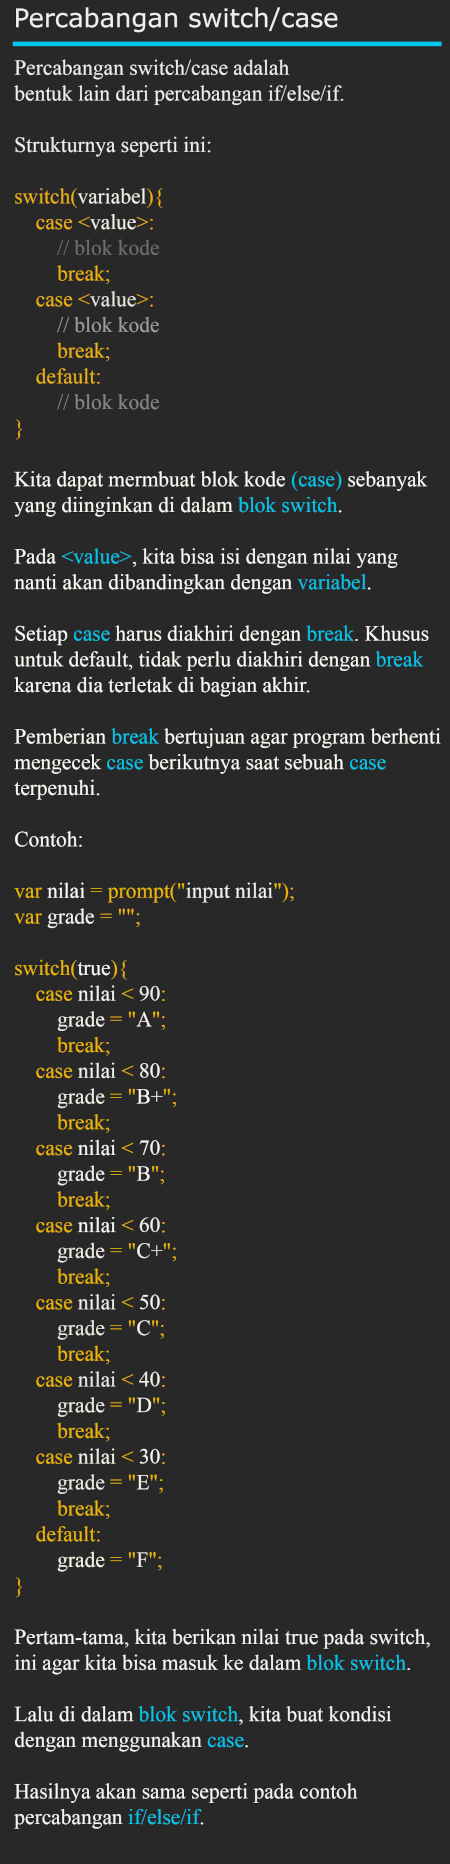 Percabangan switch/case
Percabangan switch/case adalah
bentuk lain dari percabangan if/else/if.
Strukturnya seperti ini:
switch(variabel){
case <value>:
// blok kode
break;
case <value>:
// blok kode
break;
default:
// blok kode
}
Kita dapat mermbuat blok kode (case) sebanyak
yang diinginkan di dalam blok switch.
Pada <value>, kita bisa isi dengan nilai yang
nanti akan dibandingkan dengan variabel.
Setiap case harus diakhiri dengan break. Khusus
untuk default, tidak perlu diakhiri dengan break
karena dia terletak di bagian akhir.
Pemberian break bertujuan agar program berhenti
mengecek case berikutnya saat sebuah case
terpenuhi.
Contoh:
var nilai = prompt("input nilai");
var grade = "";
switch(true){
case nilai < 90:
grade = "A";
break;
case nilai < 80:
grade = "B+";
break;
case nilai < 70:
grade = "B";
break;
case nilai < 60:
grade = "C+";
break;
case nilai < 50:
grade = "C";
break;
case nilai < 40:
grade = "D";
break;
case nilai < 30:
grade = "E";
break;
default:
grade = "F";
}
Pertam-tama, kita berikan nilai true pada switch,
ini agar kita bisa masuk ke dalam blok switch.
Lalu di dalam blok switch, kita buat kondisi
dengan menggunakan case.
Hasilnya akan sama seperti pada contoh
percabangan if/else/if.